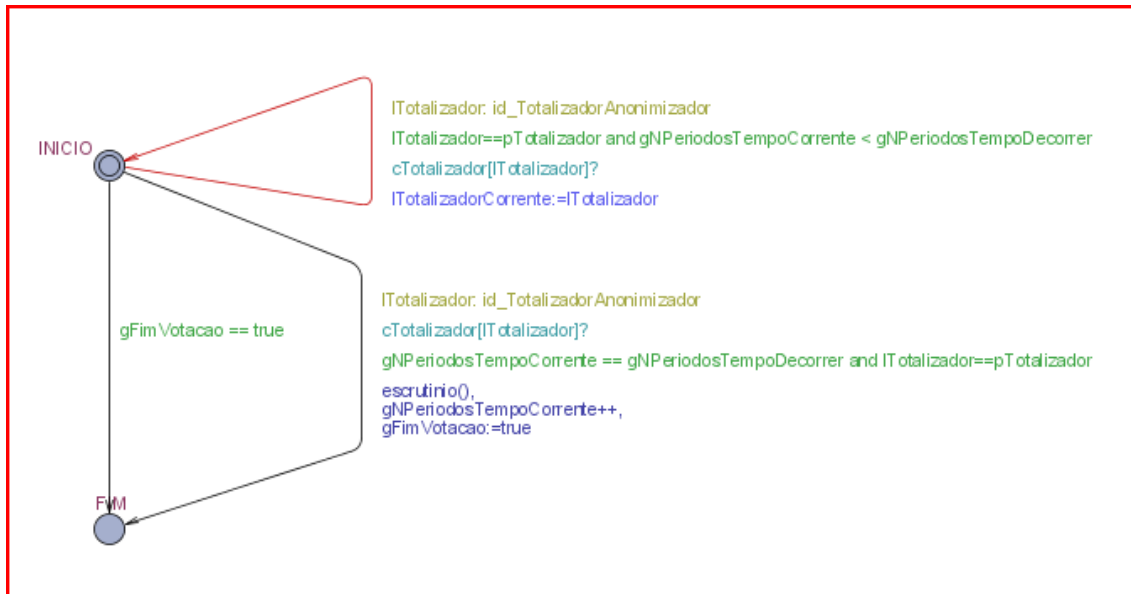 lTotalizador: id_TotalizadorAnonimizador
lTotalizador==pTotalizador and gNPeriodosTempoCorrente < gNPeriodosTempoDecorrer
INICIO
cTotalizador[lTotalizador]?
lTotalizadorCorrente:=lTotalizador
lTotalizador: id_TotalizadorAnonimizador
gFimVotacao == true
cTotalizador[lTotalizador]?
gNPeriodosTempoCorrente == gNPeriodosTempoDecorrer and lTotalizador==pTotalizador
escrutinio(),
gNPeriodosTempoCorrente++,
gFimVotacao:=true
FIM